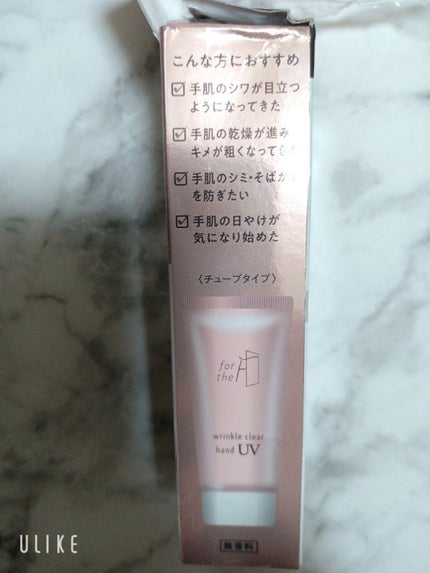 こんな方におすすめ
手肌のシワが目立つ
ようになってきた
手肌の乾燥が進み
キメが粗くなってきた
手肌のシミ・そばかす
を防ぎたい
手肌の日やけが
気になり始めた
〈チューブタイプ〉
for
the
wrinkle clear
hand UV
無香料
ULIKE